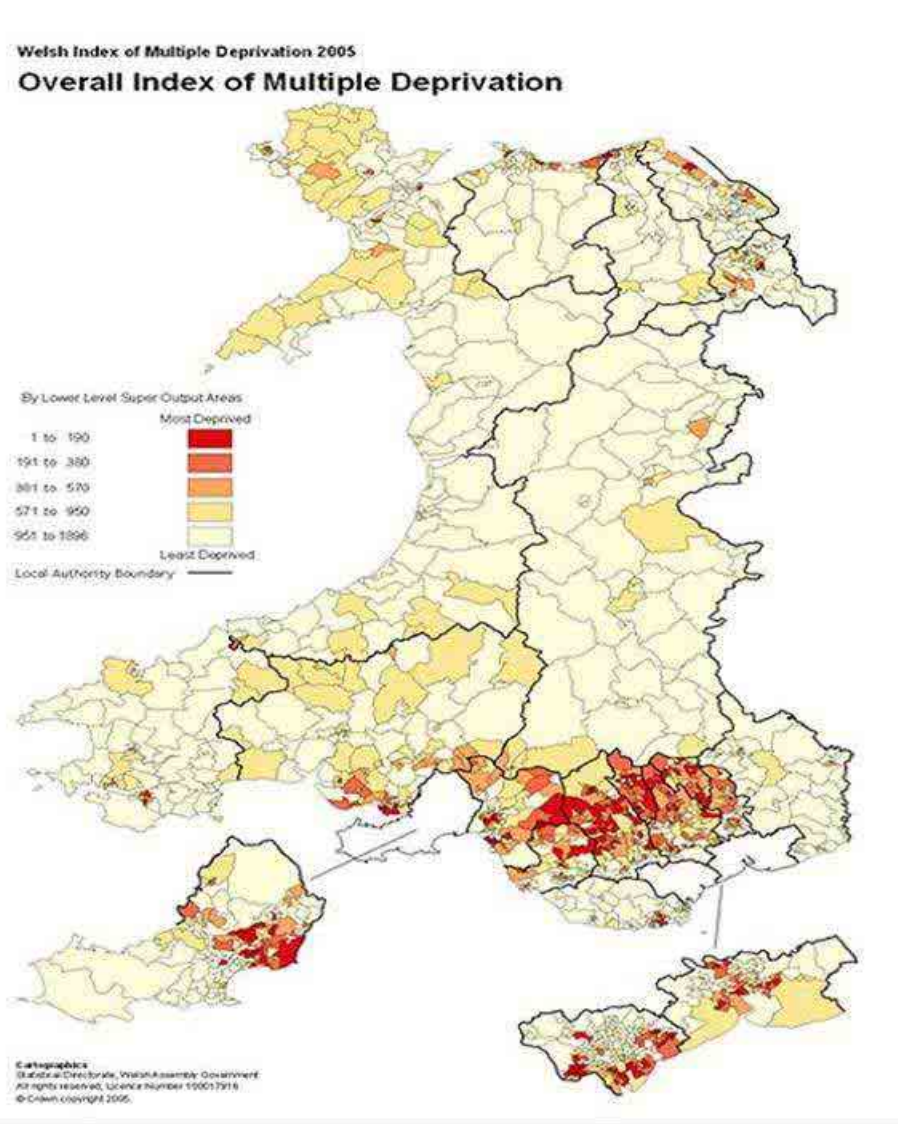 Welsh Index of Multiple Deprivation 2005
Overall Index of Multiple Deprivation
By Lower Level Super Output Areas
Most Deprived
1 to 190
191 to 380
381 to 570
571 to 950
951 to 1896
Least Deprived
Local Authority Boundary
Cartographics
Statistical Directorate, Welsh Assembly Government
All rights reserved, Licence Number 100017916
© Crown copyright 2005.